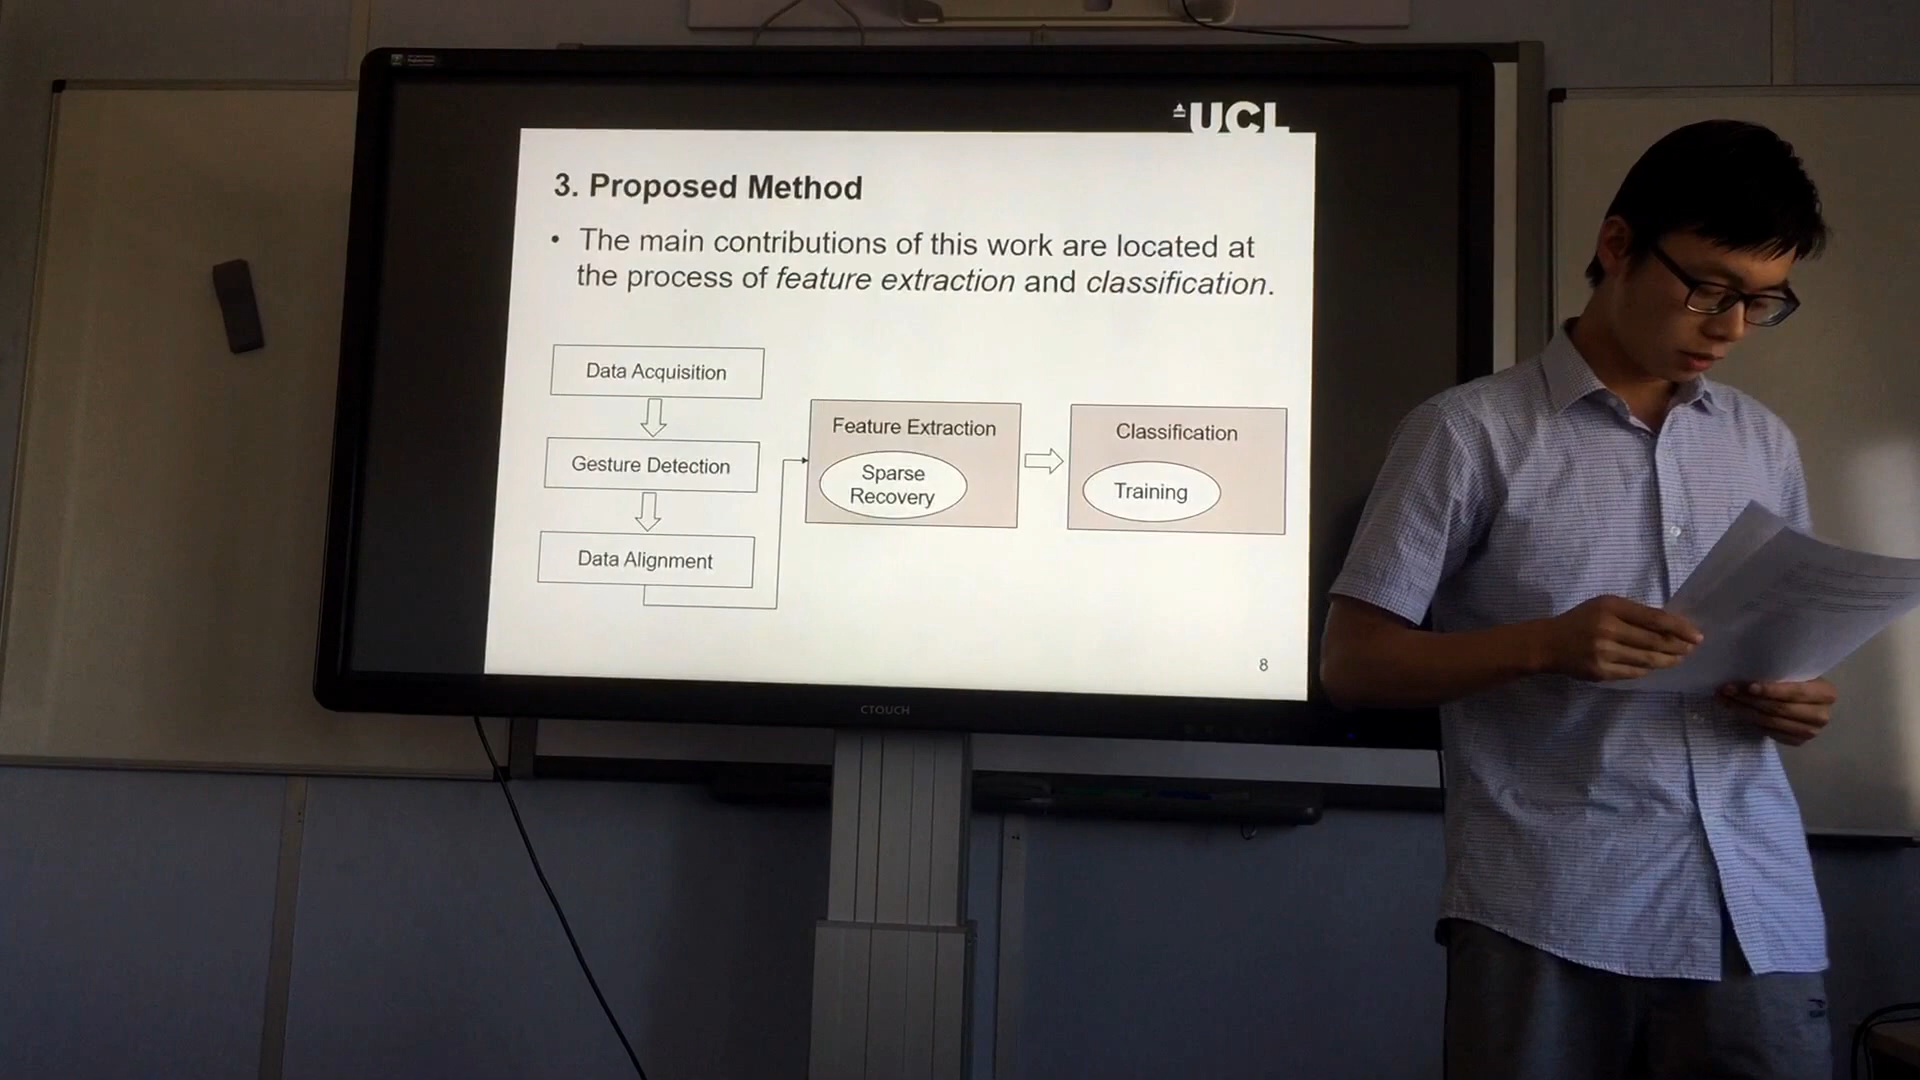 UCL
3. Proposed Method
• The main contributions of this work are located at
the process of feature extraction and classification.
Data Acquisition
Gesture Detection
Data Alignment
Feature Extraction
Sparse
Recovery
Classification
Training
8
CTOUCH